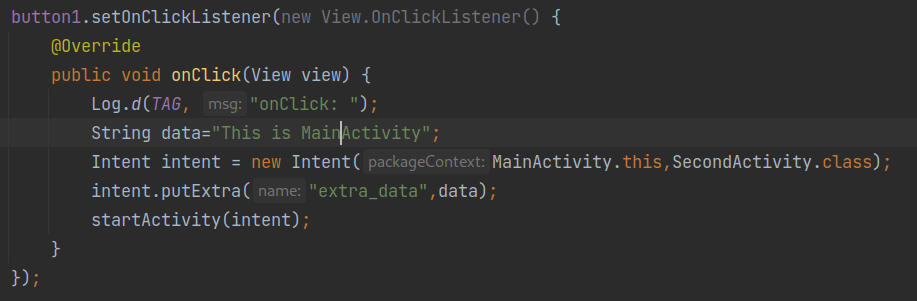 button1.setOnClickListener(new View.OnClickListener() {
@Override
public void onClick(View view) {
Log.d(TAG, msg: "onClick: ");
String data="This is MainActivity";
Intent intent = new Intent( packageContext: MainActivity.this,SecondActivity.class);
intent.putExtra( name: "extra_data",data);
startActivity(intent);
}
});